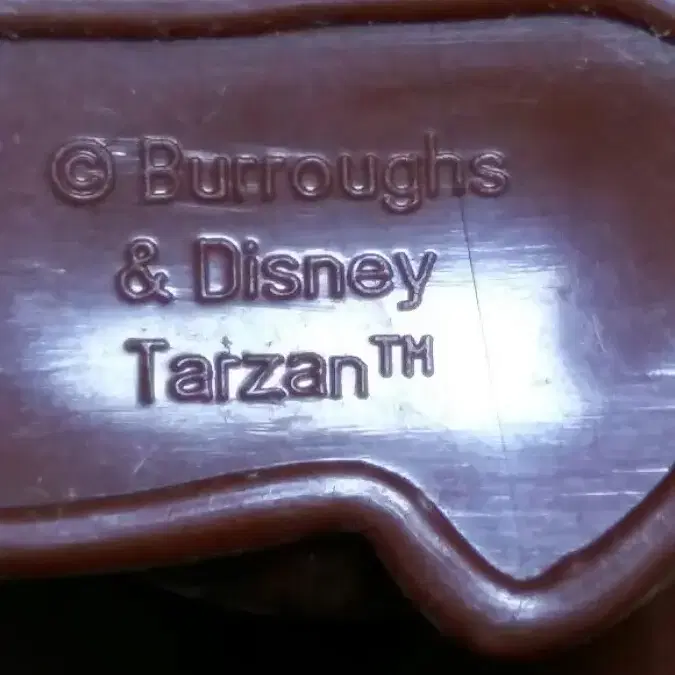 © Burroughs
& Disney
Tarzan™